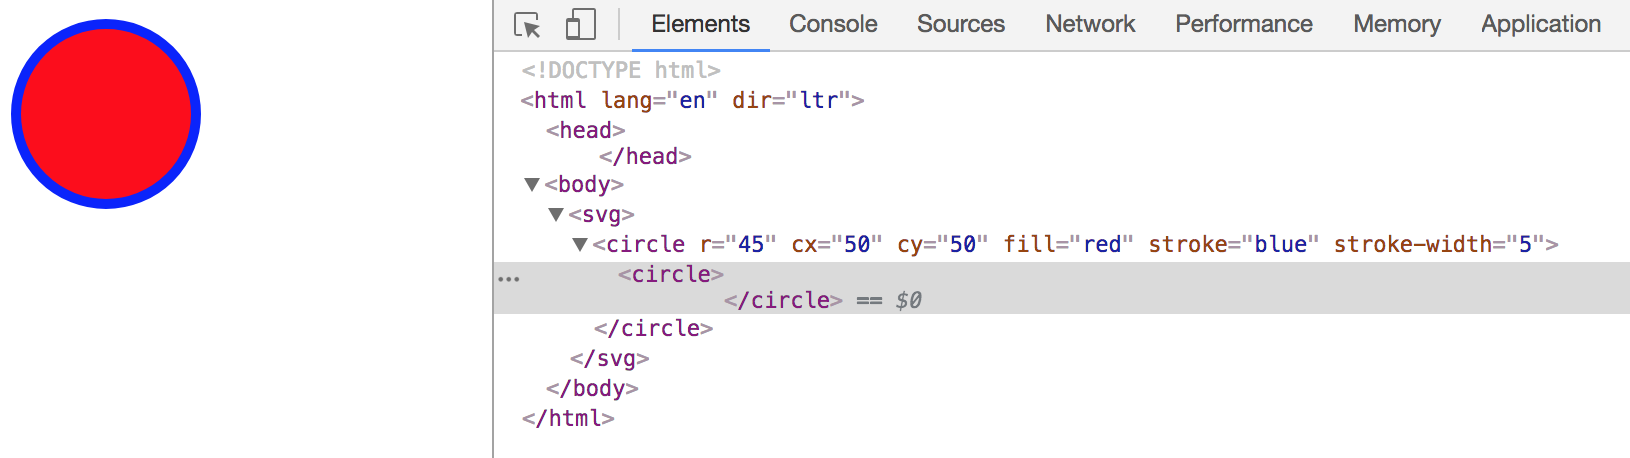 Elements Console Sources Network Performance Memory Application
<!DOCTYPE html>
<html lang="en" dir="ltr">
<head>
</head>
<body>
<svg>
<circle r="45" cx="50" cy="50" fill="red" stroke="blue" stroke-width="5">
<circle>
</circle> == $0
</circle>
</svg>
</body>
</html>